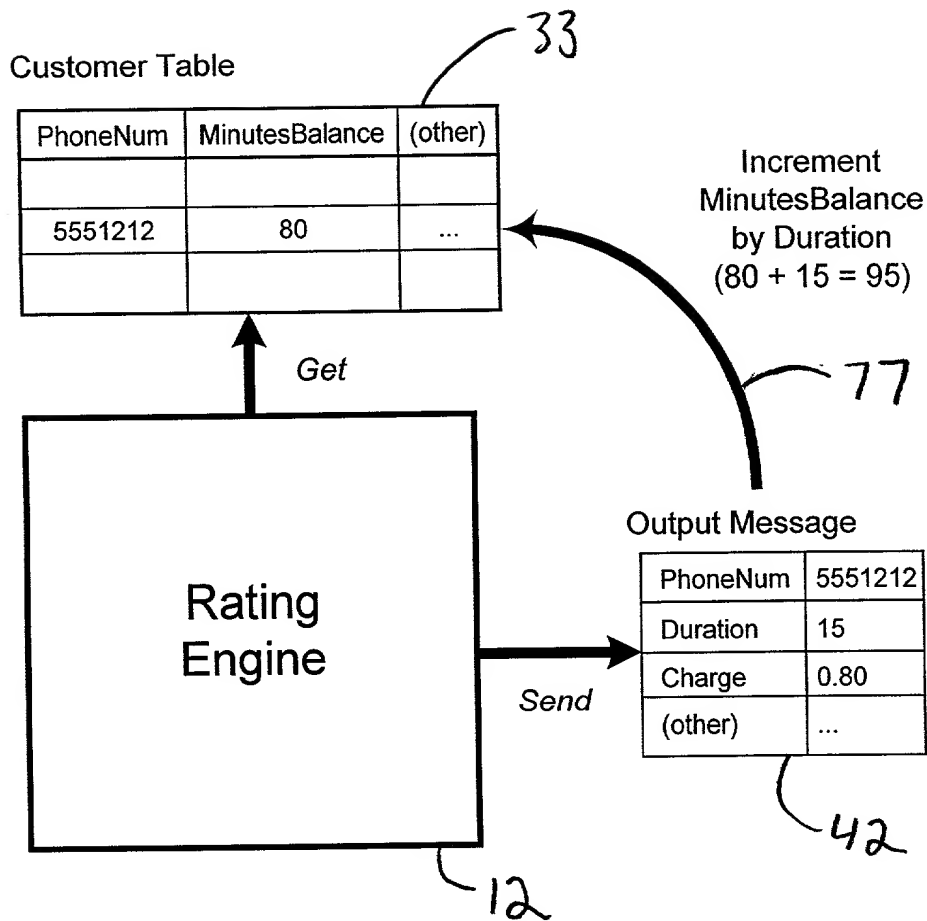 33
Customer Table
PhoneNum MinutesBalance (other)
5551212 80 ...
Increment
MinutesBalance
by Duration
(80 + 15 = 95)
Get
77
Output Message
PhoneNum 5551212
Duration 15
Charge 0.80
(other) ...
Rating
Engine
Send
42
12